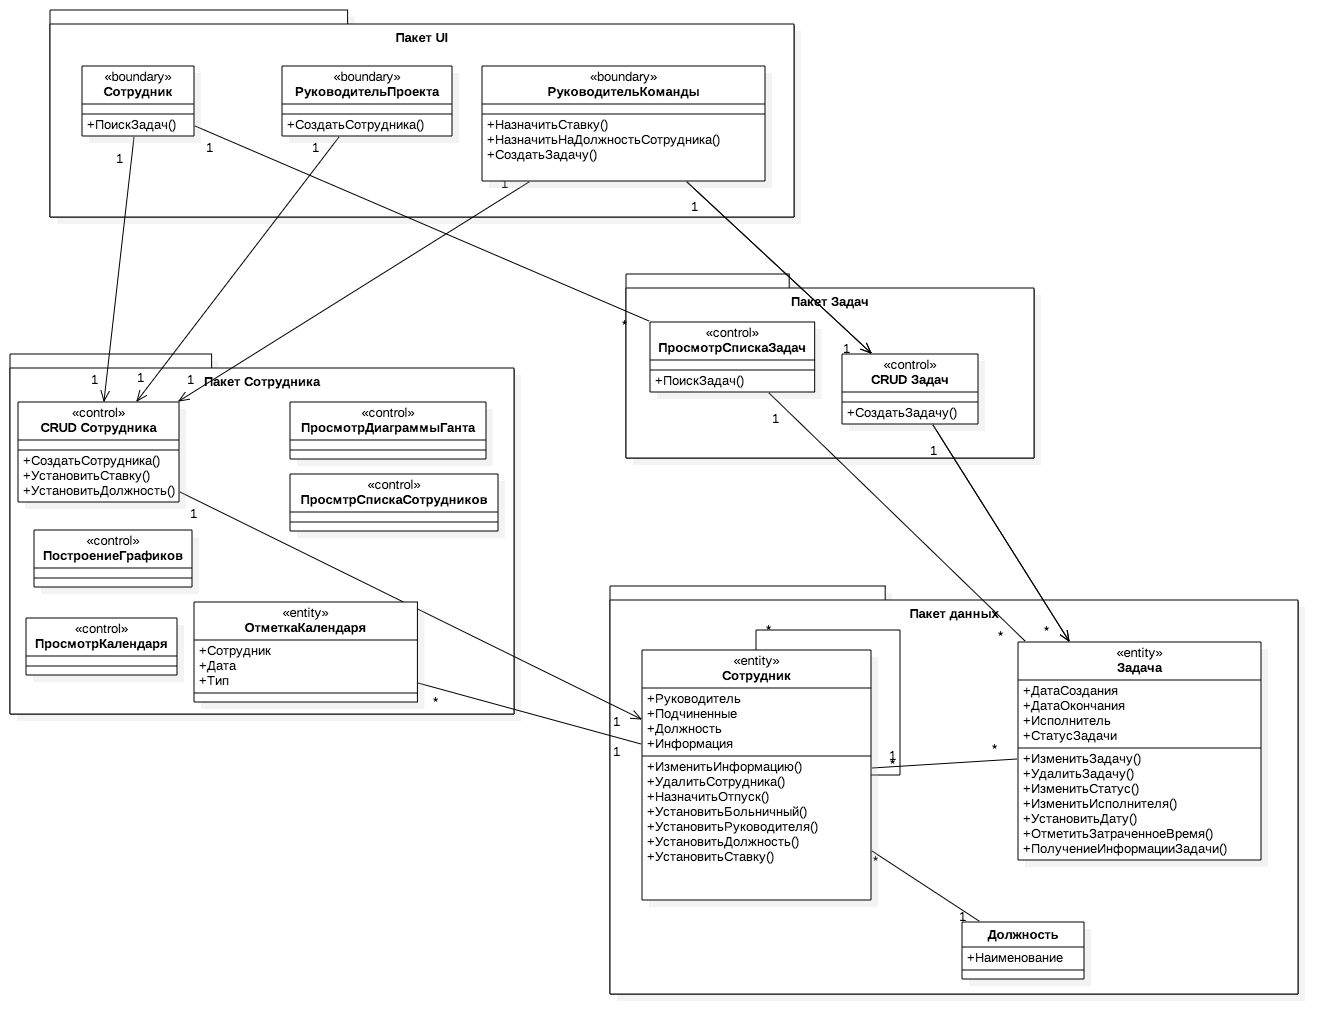 Пакет UI
«boundary»
Сотрудник
+ПоискЗадач()
«boundary»
РуководительПроекта
+СоздатьСотрудника()
«boundary»
РуководительКоманды
+НазначитьСтавку()
+НазначитьНаДолжностьСотрудника()
+СоздатьЗадачу()
1
1
1
1
1
Пакет Задач
*
«control»
ПросмотрСпискаЗадач
+ПоискЗадач()
1
1
«control»
CRUD Задач
+СоздатьЗадачу()
1
Пакет Сотрудника
1
1
1
«control»
CRUD Сотрудника
+СоздатьСотрудника()
+УстановитьСтавку()
+УстановитьДолжность()
1
«control»
ПросмотрДиаграммыГанта
«control»
ПросмтрСпискаСотрудников
«control»
ПостроениеГрафиков
«control»
ПросмотрКалендаря
«entity»
ОтметкаКалендаря
+Сотрудник
+Дата
+Тип
*
Пакет данных
*
1
1
«entity»
Сотрудник
+Руководитель
+Подчиненные
+Должность
+Информация
+ИзменитьИнформацию()
+УдалитьСотрудника()
+НазначитьОтпуск()
+УстановитьБольничный()
+УстановитьРуководителя()
+УстановитьДолжность()
+УстановитьСтавку()
1
*
*
*
*
*
«entity»
Задача
+ДатаСоздания
+ДатаОкончания
+Исполнитель
+СтатусЗадачи
+ИзменитьЗадачу()
+УдалитьЗадачу()
+ИзменитьСтатус()
+ИзменитьИсполнителя()
+УстановитьДату()
+ОтметитьЗатраченноеВремя()
+ПолучениеИнформацииЗадачи()
1
Должность
+Наименование